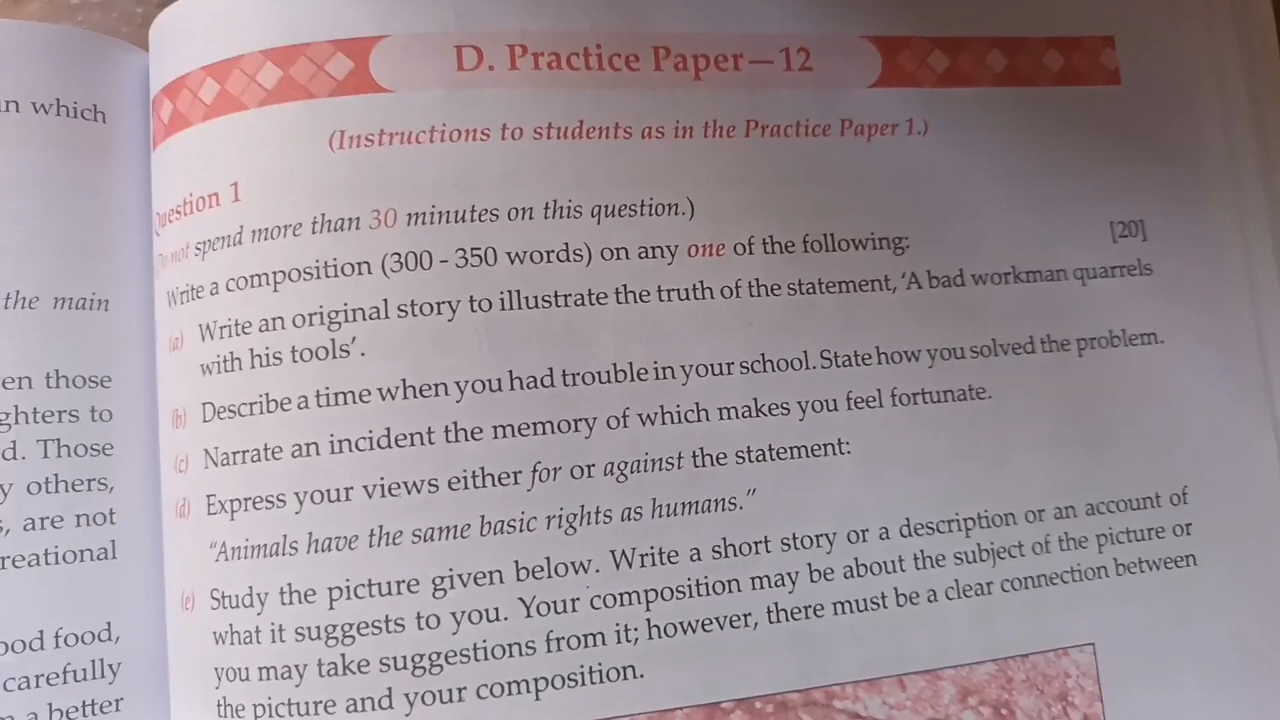 n which
the main
en those
ghters to
d. Those
y others,
, are not
reational
ood food,
carefully
a better
D. Practice Paper—12
(Instructions to students as in the Practice Paper 1.)
Question 1
not spend more than 30 minutes on this question.)
Write a composition (300 - 350 words) on any one of the following: [20]
(a) Write an original story to illustrate the truth of the statement, 'A bad workman quarrels
with his tools'.
(b) Describe a time when you had trouble in your school. State how you solved the problem.
(c) Narrate an incident the memory of which makes you feel fortunate.
(d) Express your views either for or against the statement:
"Animals have the same basic rights as humans."
(e) Study the picture given below. Write a short story or a description or an account of
what it suggests to you. Your composition may be about the subject of the picture or
you may take suggestions from it; however, there must be a clear connection between
the picture and your composition.